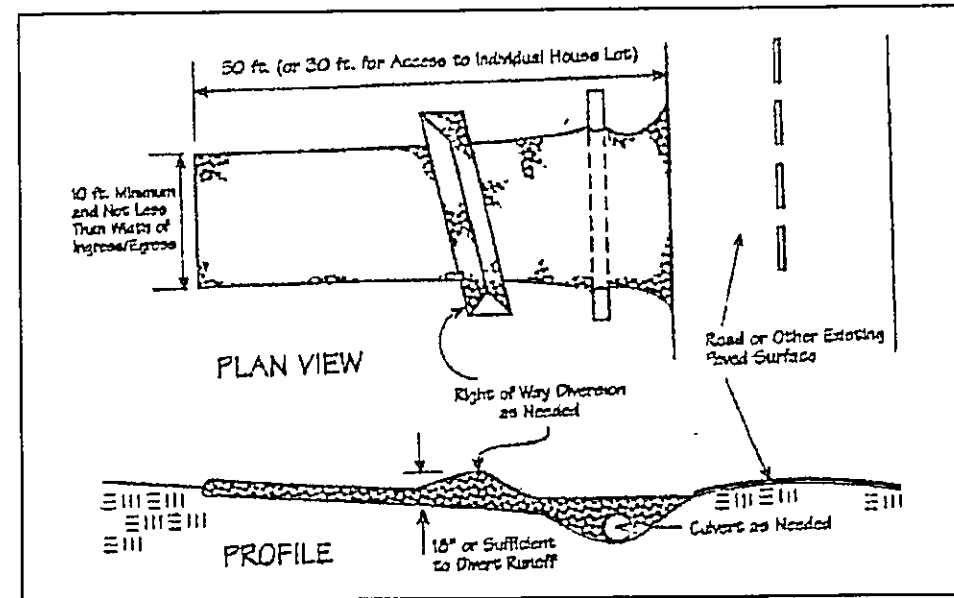 50 ft. (or 30 ft. for Access to Individual House Lot)
10 ft. Minimum
and Not Less
Than Width of
Ingress/Egress
Road or Other Existing
Paved Surface
PLAN VIEW
Right of Way Diversion
as Needed
Culvert as Needed
18" or Sufficient
to Divert Runoff
PROFILE